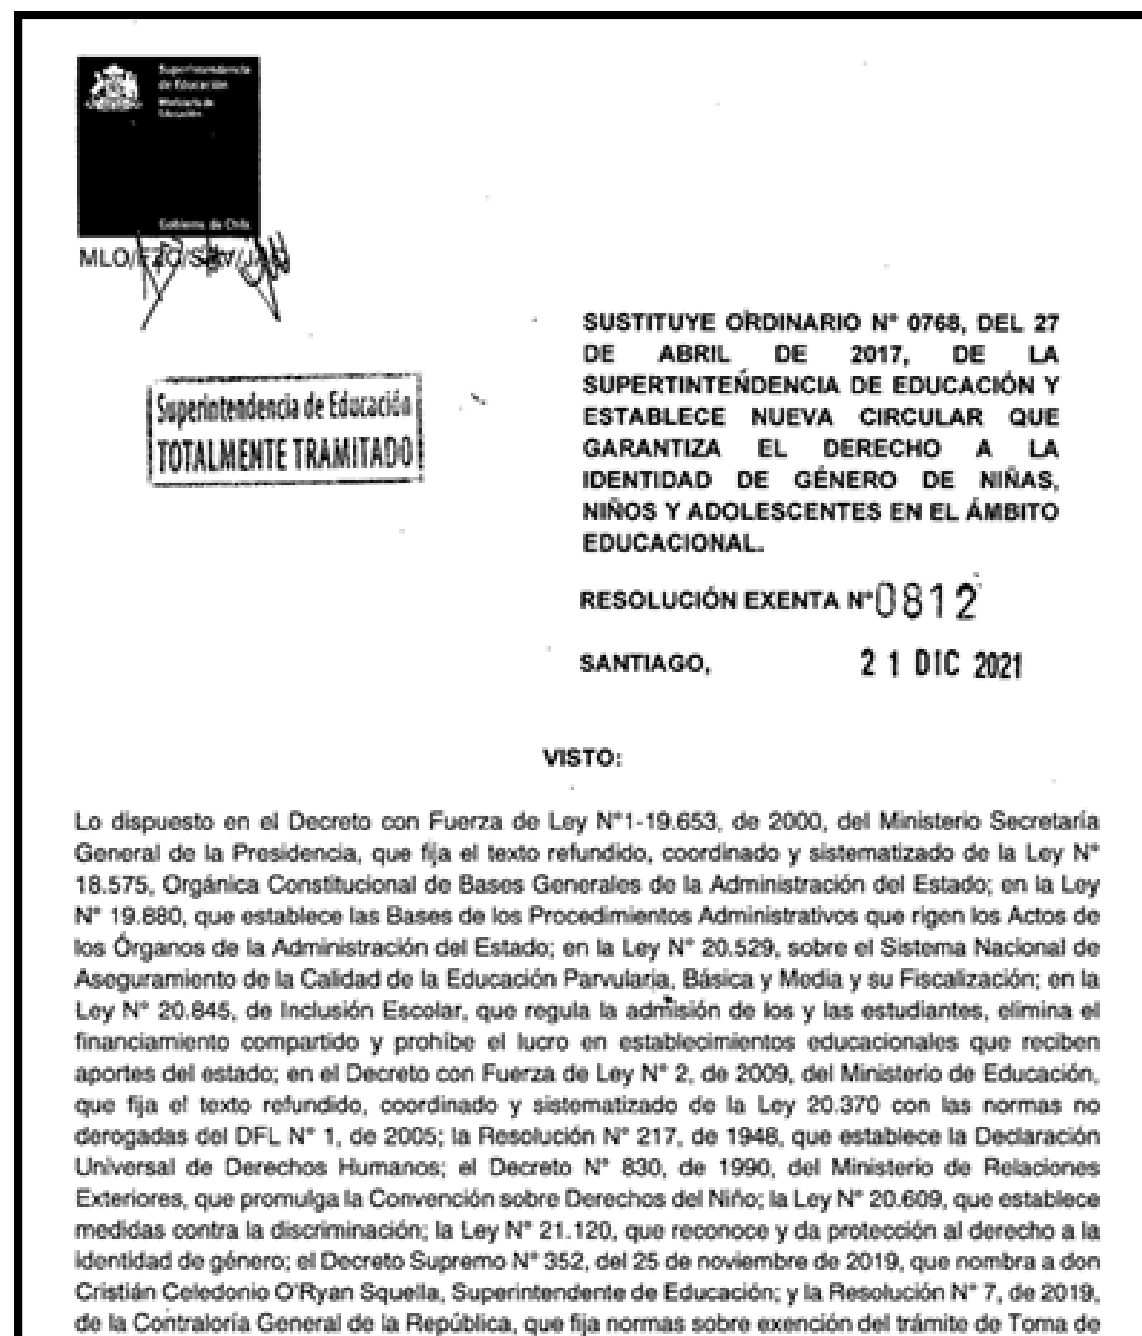 Superintendencia
de Educación
Ministerio de
Educación
Gobierno de Chile
MLO/
SUSTITUYE ORDINARIO N° 0768, DEL 27
DE ABRIL DE 2017, DE LA
SUPERTINTENDENCIA DE EDUCACIÓN Y
ESTABLECE NUEVA CIRCULAR QUE
GARANTIZA EL DERECHO A LA
IDENTIDAD DE GÉNERO DE NIÑAS,
NIÑOS Y ADOLESCENTES EN EL ÁMBITO
EDUCACIONAL.
Superintendencia de Educación
TOTALMENTE TRAMITADO
RESOLUCIÓN EXENTA N° 0812
SANTIAGO, 21 DIC 2021
VISTO:
Lo dispuesto en el Decreto con Fuerza de Ley N°1-19.653, de 2000, del Ministerio Secretaría
General de la Presidencia, que fija el texto refundido, coordinado y sistematizado de la Ley N°
18.575, Orgánica Constitucional de Bases Generales de la Administración del Estado; en la Ley
N° 19.880, que establece las Bases de los Procedimientos Administrativos que rigen los Actos de
los Órganos de la Administración del Estado; en la Ley N° 20.529, sobre el Sistema Nacional de
Aseguramiento de la Calidad de la Educación Parvularia, Básica y Media y su Fiscalización; en la
Ley N° 20.845, de Inclusión Escolar, que regula la admisión de los y las estudiantes, elimina el
financiamiento compartido y prohíbe el lucro en establecimientos educacionales que reciben
aportes del estado; en el Decreto con Fuerza de Ley N° 2, de 2009, del Ministerio de Educación,
que fija el texto refundido, coordinado y sistematizado de la Ley 20.370 con las normas no
derogadas del DFL N° 1, de 2005; la Resolución N° 217, de 1948, que establece la Declaración
Universal de Derechos Humanos; el Decreto N° 830, de 1990, del Ministerio de Relaciones
Exteriores, que promulga la Convención sobre Derechos del Niño; la Ley N° 20.609, que establece
medidas contra la discriminación; la Ley N° 21.120, que reconoce y da protección al derecho a la
identidad de género; el Decreto Supremo N° 352, del 25 de noviembre de 2019, que nombra a don
Cristián Celedonio O'Ryan Squella, Superintendente de Educación; y la Resolución N° 7, de 2019,
de la Contraloría General de la República, que fija normas sobre exención del trámite de Toma de